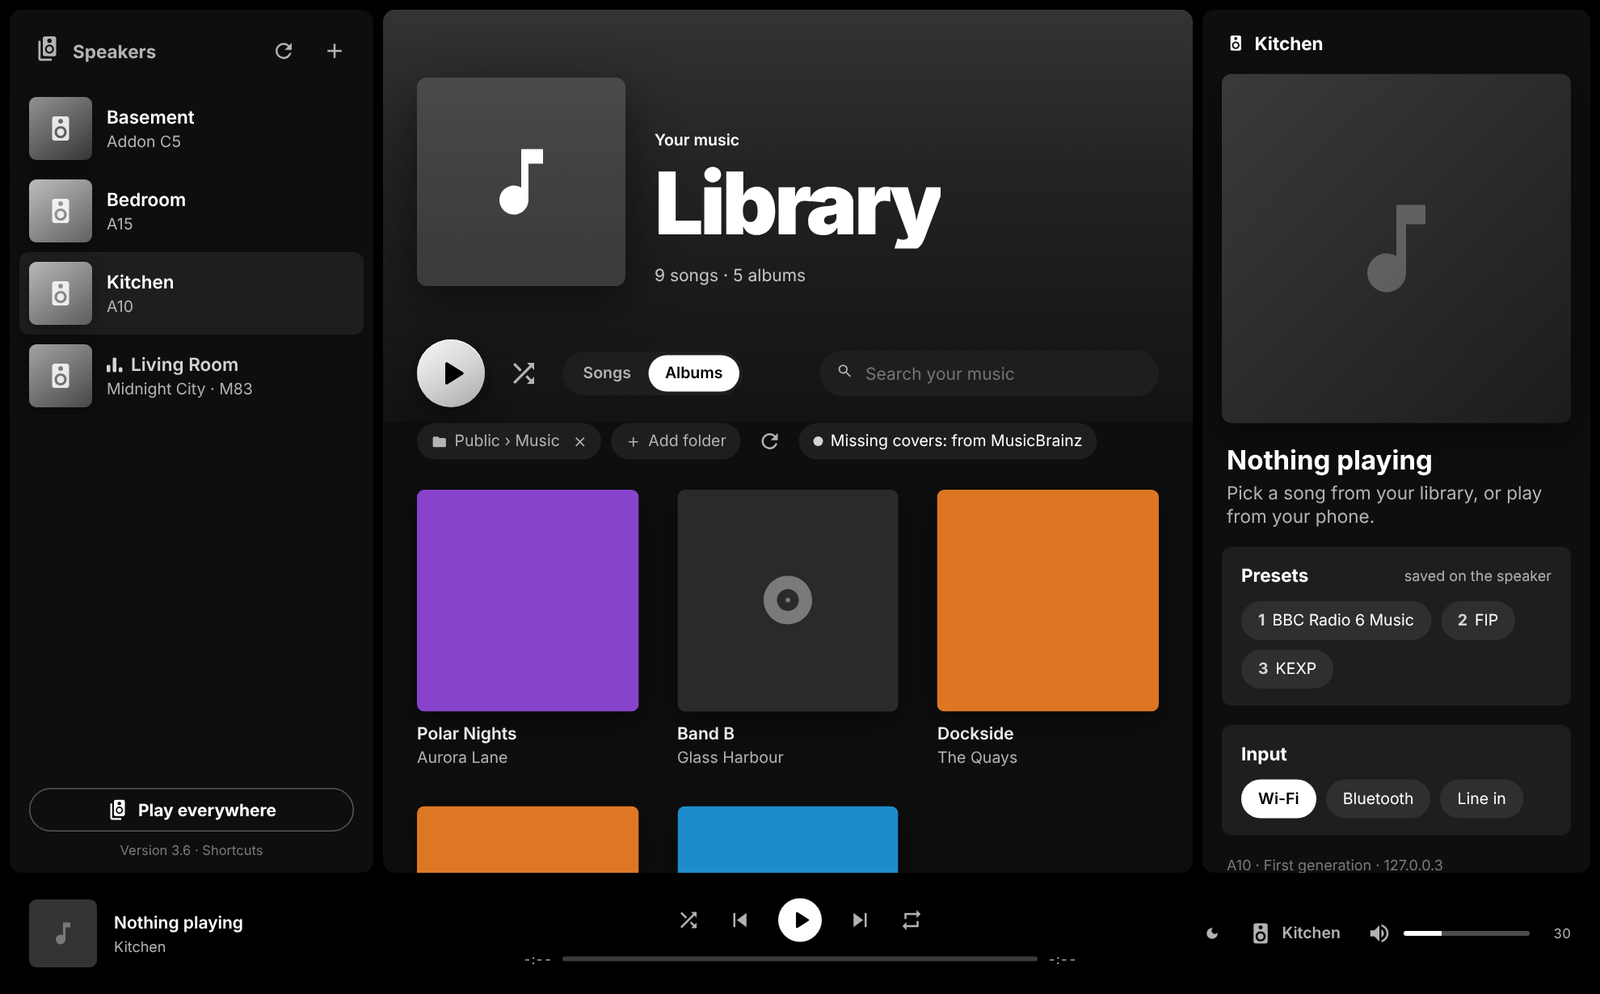 Speakers
Basement
Addon C5
Bedroom
A15
Kitchen
A10
Living Room
Midnight City · M83
Play everywhere
Version 3.6 · Shortcuts
Your music
Library
9 songs · 5 albums
Songs
Albums
Search your music
Public › Music
Add folder
Missing covers: from MusicBrainz
Polar Nights
Aurora Lane
Band B
Glass Harbour
Dockside
The Quays
Kitchen
Nothing playing
Pick a song from your library, or play
from your phone.
Presets
saved on the speaker
1 BBC Radio 6 Music
2 FIP
3 KEXP
Input
Wi-Fi
Bluetooth
Line in
A10 · First generation · 127.0.0.3
Nothing playing
Kitchen
-:--
-:--
Kitchen
30